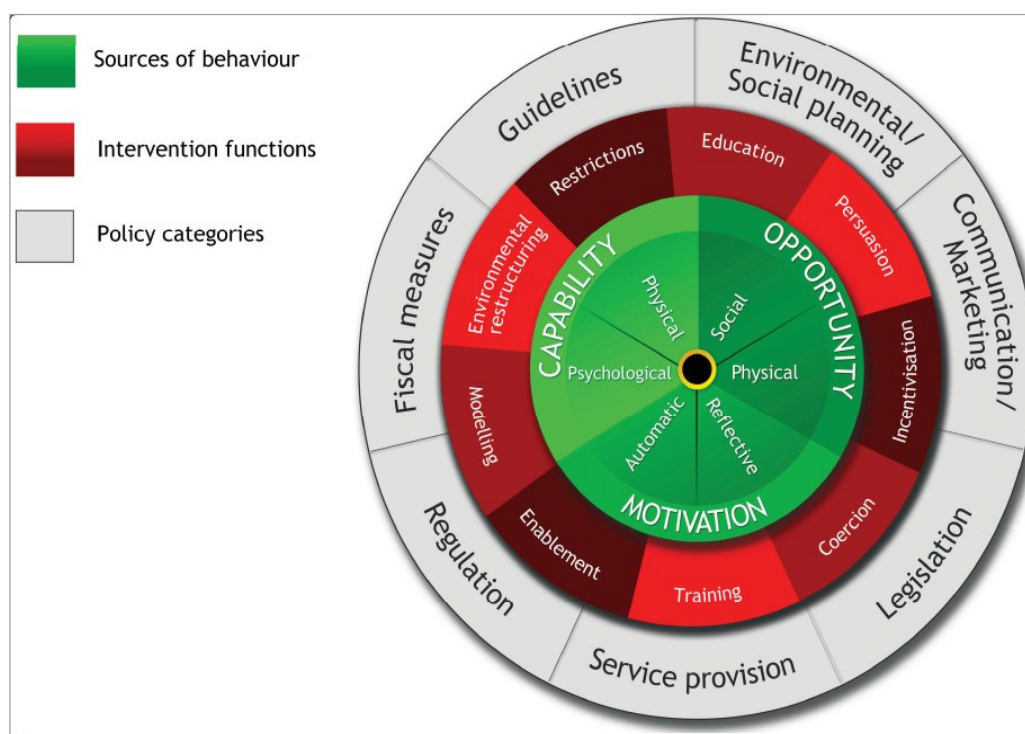 Sources of behaviour
Intervention functions
Policy categories
Guidelines
Environmental/
Social planning
Communication/
Marketing
Legislation
Service provision
Regulation
Fiscal measures
Restrictions
Education
Persuasion
Incentivisation
Coercion
Training
Enablement
Modelling
Environmental
restructuring
CAPABILITY
OPPORTUNITY
MOTIVATION
Physical
Social
Physical
Reflective
Automatic
Psychological